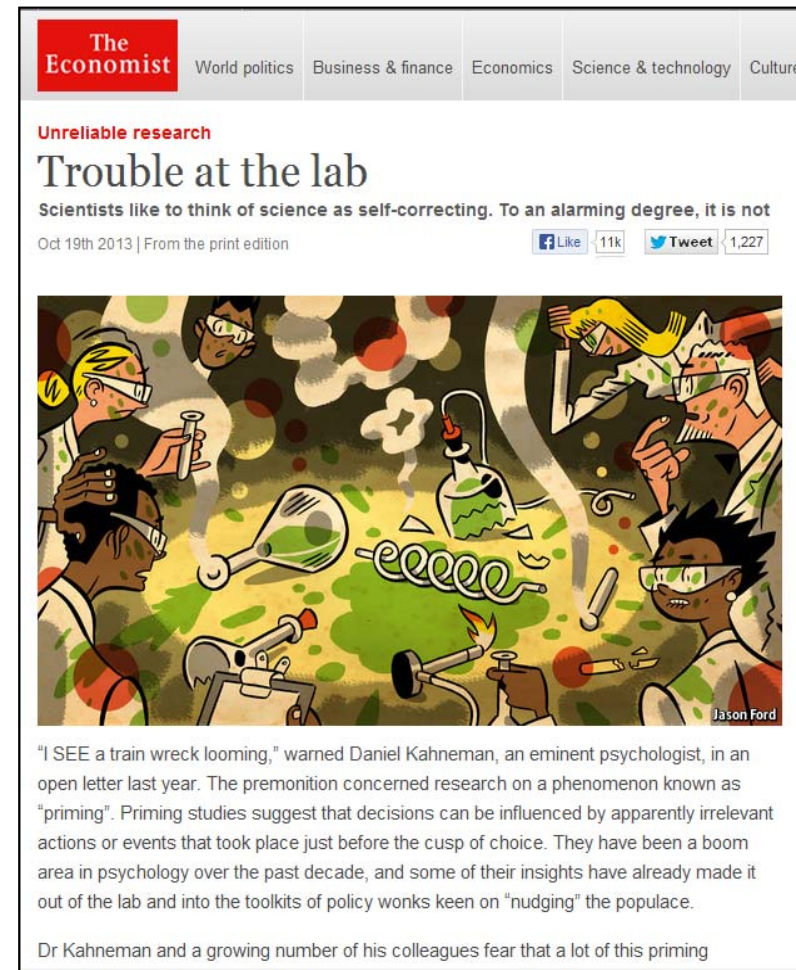 The
Economist
World politics
Business & finance
Economics
Science & technology
Culture
Unreliable research
Trouble at the lab
Scientists like to think of science as self-correcting. To an alarming degree, it is not
Oct 19th 2013 | From the print edition
Like
11k
Tweet
1,227
Jason Ford
“I SEE a train wreck looming,” warned Daniel Kahneman, an eminent psychologist, in an
open letter last year. The premonition concerned research on a phenomenon known as
“priming”. Priming studies suggest that decisions can be influenced by apparently irrelevant
actions or events that took place just before the cusp of choice. They have been a boom
area in psychology over the past decade, and some of their insights have already made it
out of the lab and into the toolkits of policy wonks keen on “nudging” the populace.
Dr Kahneman and a growing number of his colleagues fear that a lot of this priming